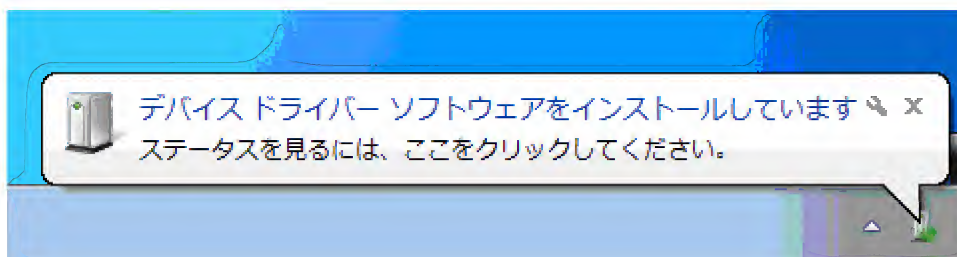 デバイス ドライバー ソフトウェアをインストールしています
ステータスを見るには、ここをクリックしてください。